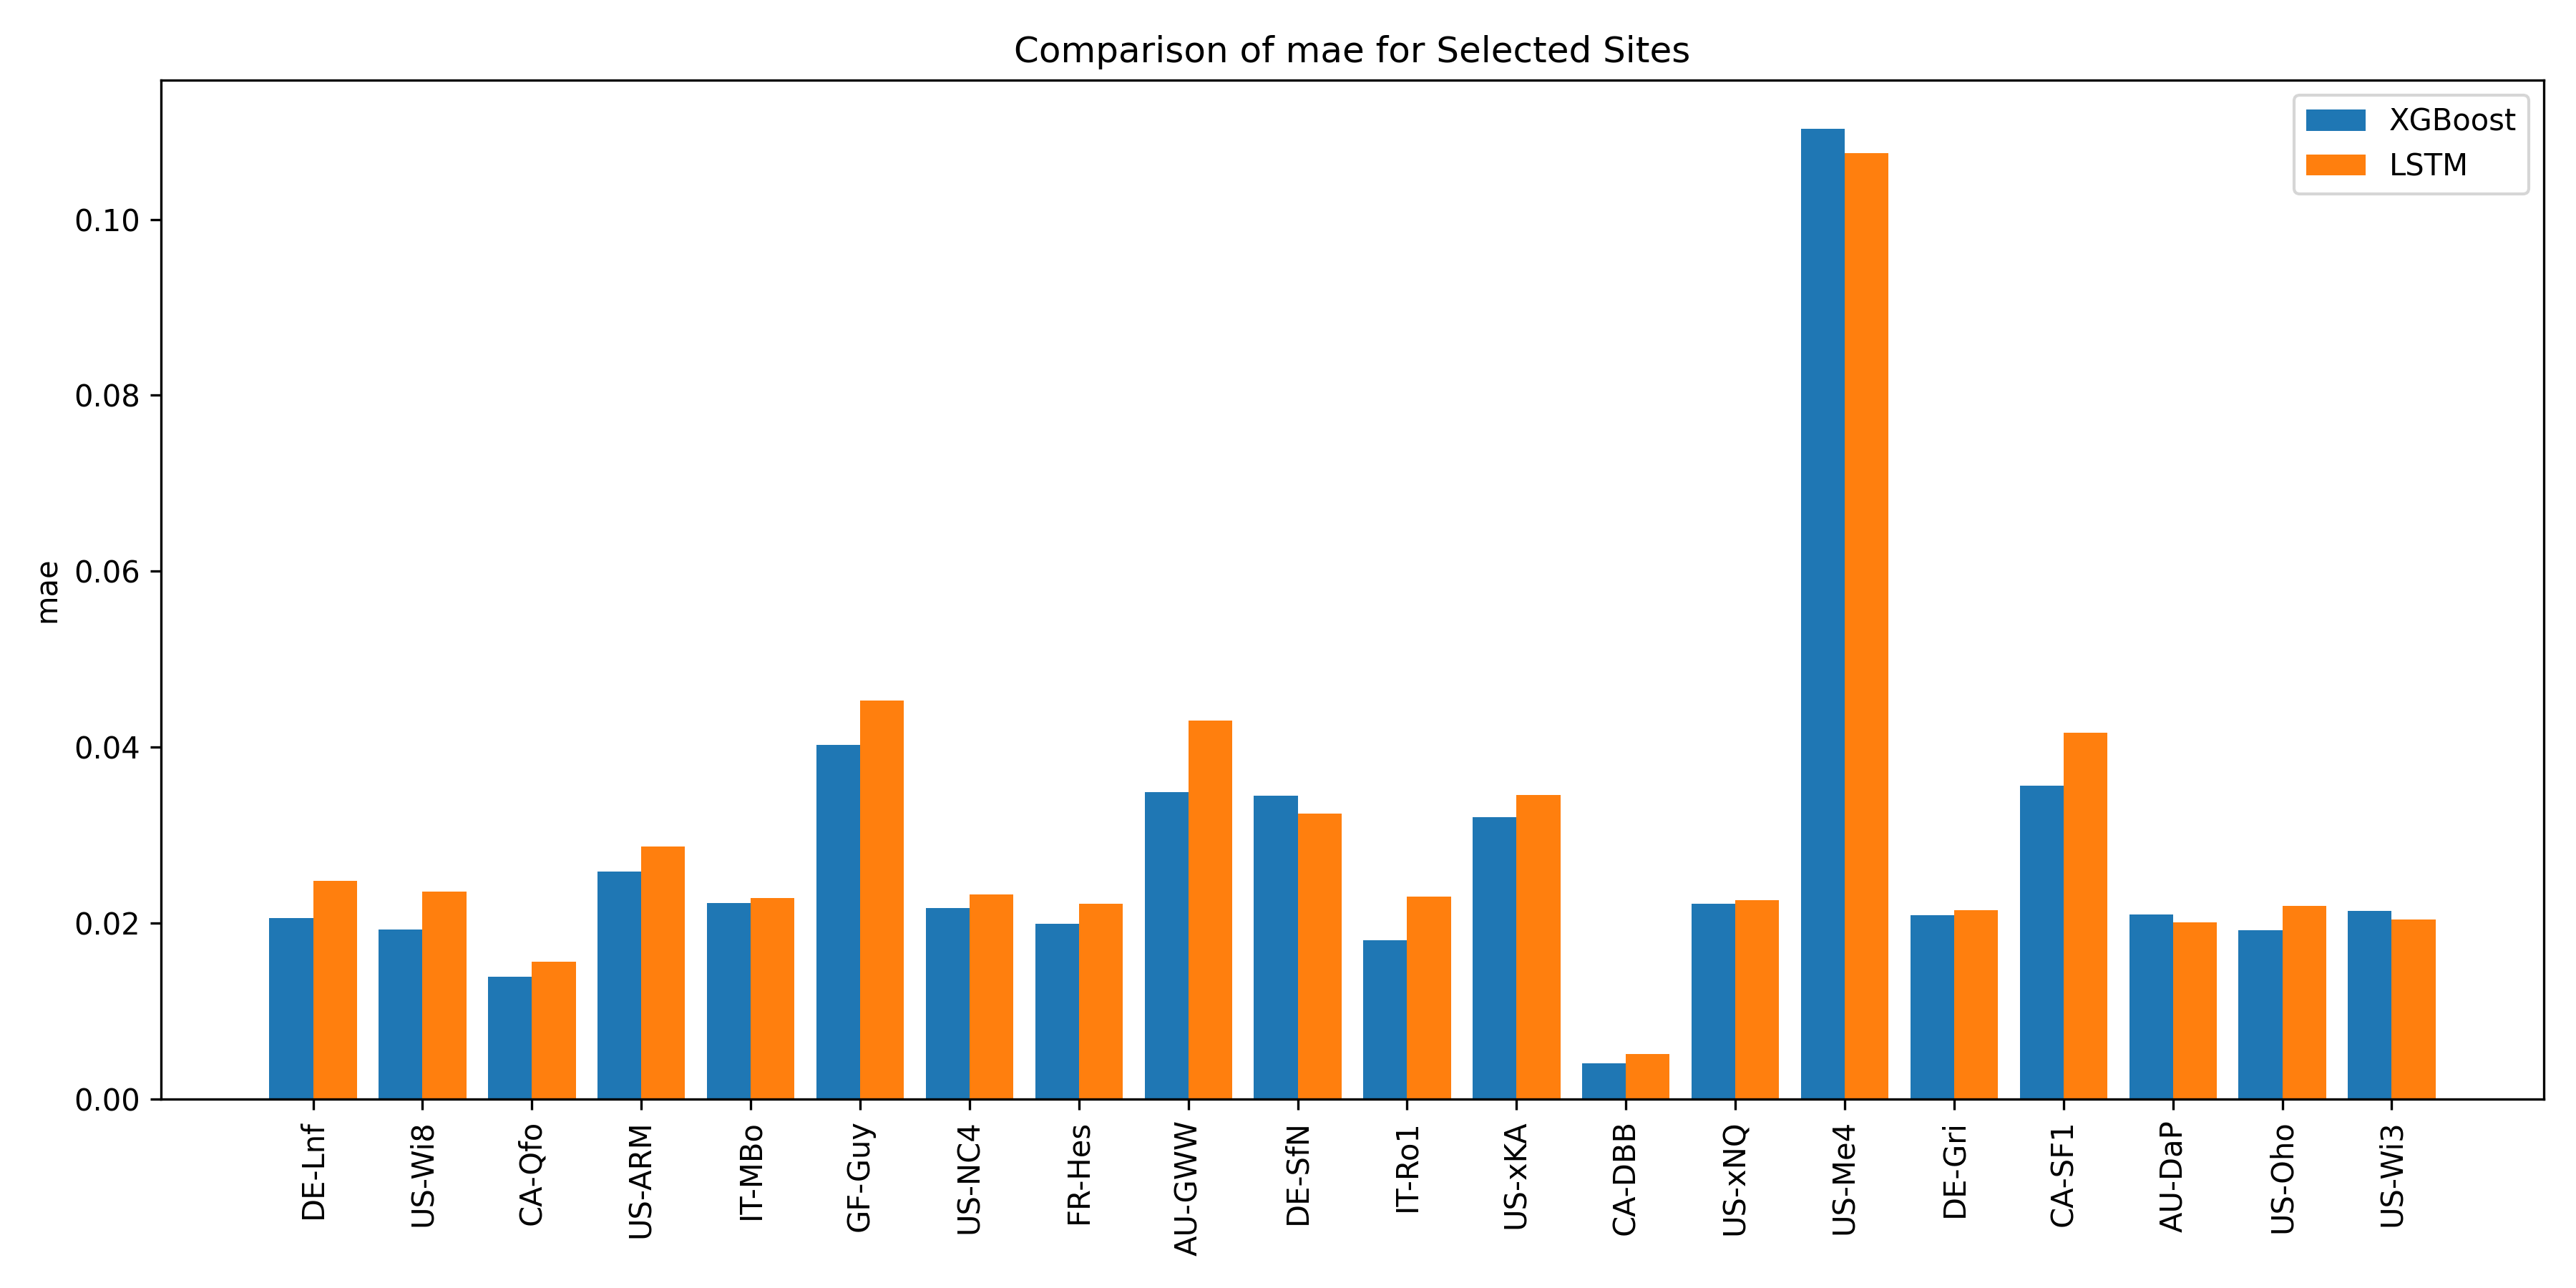 Comparison of mae for Selected Sites
XGBoost
LSTM
mae
0.10
0.08
0.06
0.04
0.02
0.00
DE-Lnf
US-Wi8
CA-Qfo
US-ARM
IT-MBo
GF-Guy
US-NC4
FR-Hes
AU-GWW
DE-SfN
IT-Ro1
US-xKA
CA-DBB
US-xNQ
US-Me4
DE-Gri
CA-SF1
AU-DaP
US-Oho
US-Wi3